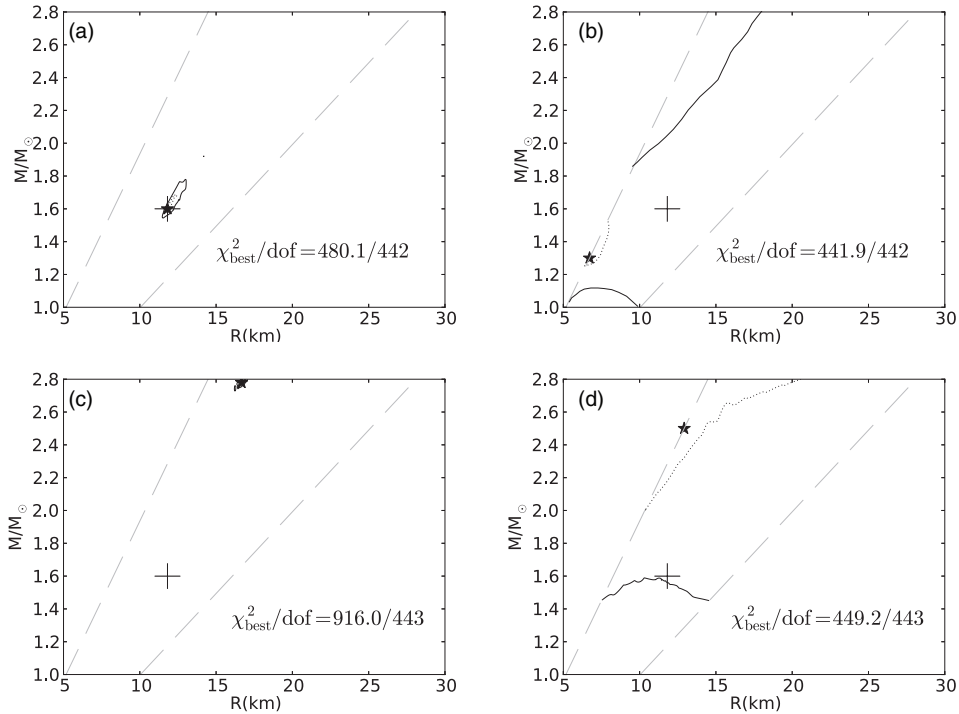 (a)
M/M☉
2.8
2.6
2.4
2.2
2.0
1.8
1.6
1.4
1.2
1.0
χ²best/dof=480.1/442
5 10 15 20 25 30
R(km)
(b)
M/M☉
2.8
2.6
2.4
2.2
2.0
1.8
1.6
1.4
1.2
1.0
χ²best/dof=441.9/442
5 10 15 20 25 30
R(km)
(c)
M/M☉
2.8
2.6
2.4
2.2
2.0
1.8
1.6
1.4
1.2
1.0
χ²best/dof=916.0/443
5 10 15 20 25 30
R(km)
(d)
M/M☉
2.8
2.6
2.4
2.2
2.0
1.8
1.6
1.4
1.2
1.0
χ²best/dof=449.2/443
5 10 15 20 25 30
R(km)